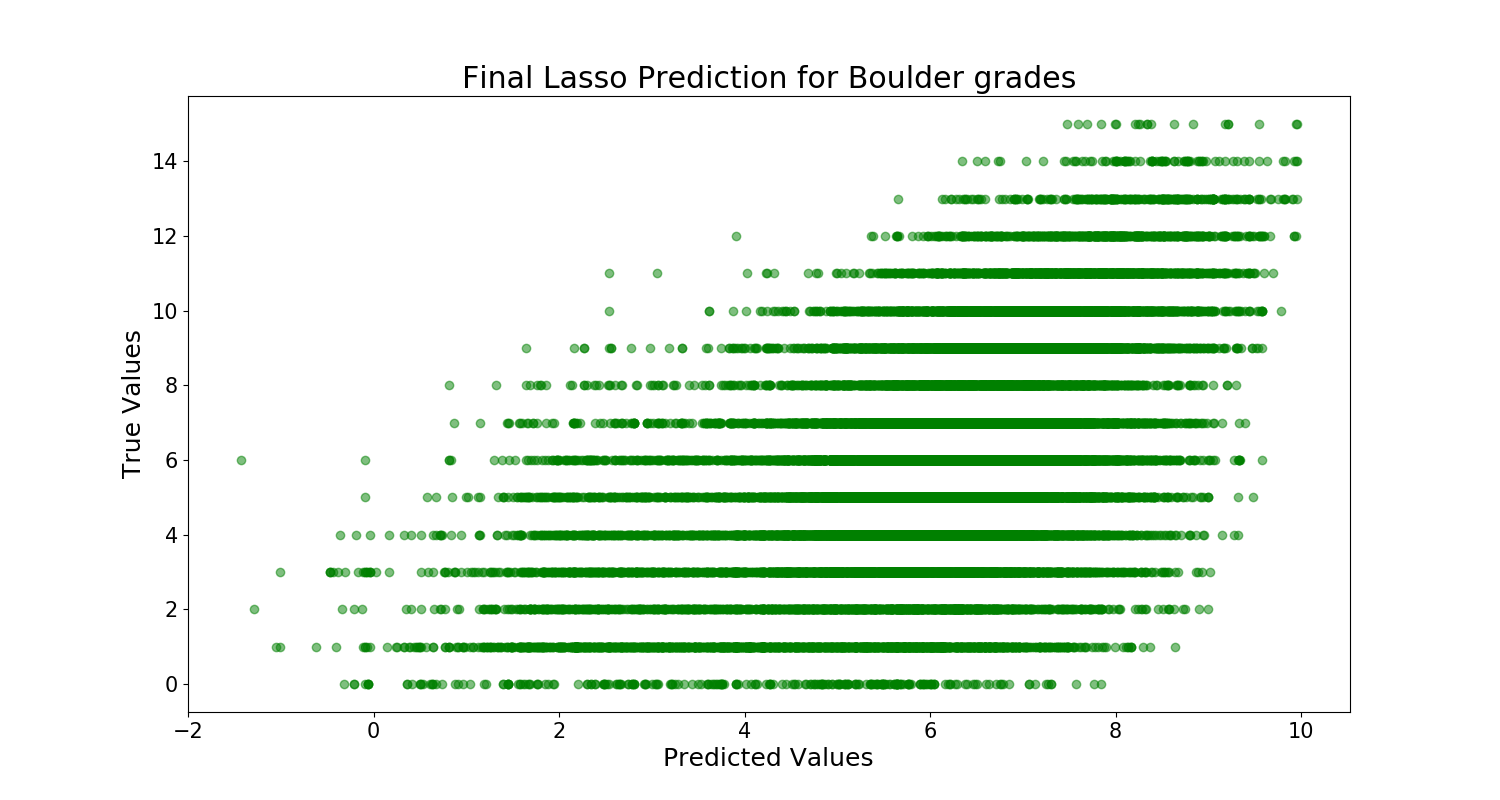 Final Lasso Prediction for Boulder grades
True Values
14
12
10
8
6
4
2
0
−2 0 2 4 6 8 10
Predicted Values